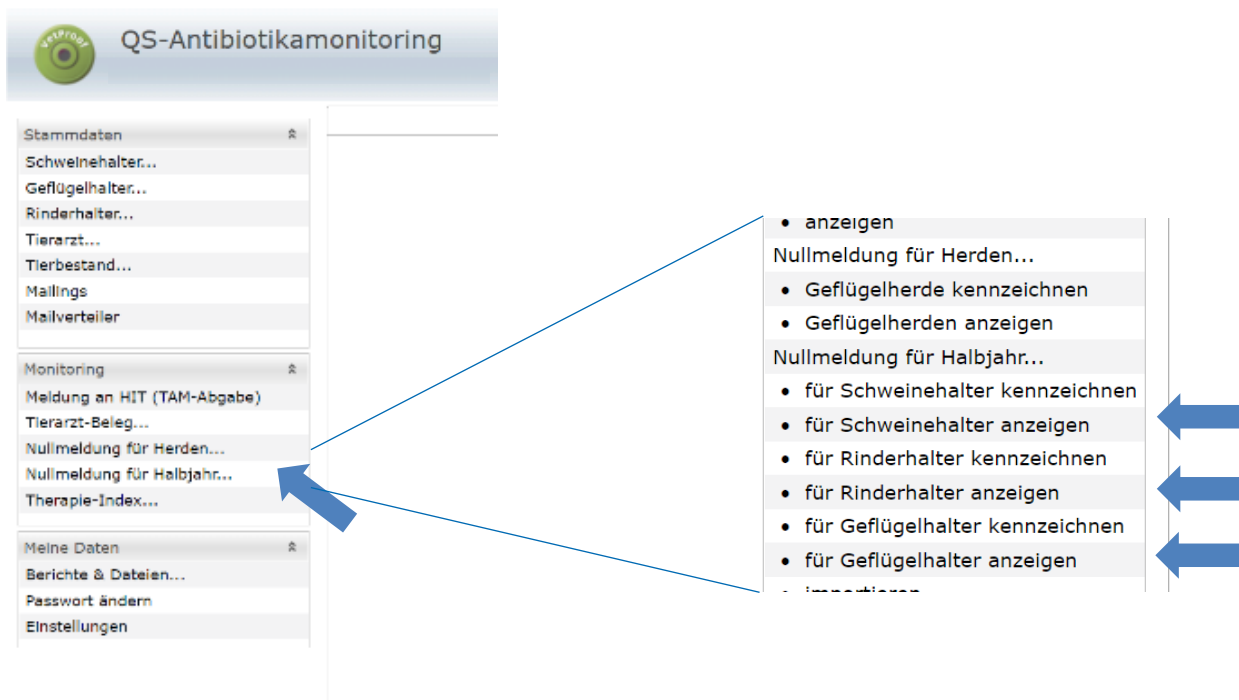 VetProof
QS-Antibiotikamonitoring
Stammdaten
Schweinehalter...
Geflügelhalter...
Rinderhalter...
Tierarzt...
Tierbestand...
Mailings
Mailverteiler
Monitoring
Meldung an HIT (TAM-Abgabe)
Tierarzt-Beleg...
Nullmeldung für Herden...
Nullmeldung für Halbjahr...
Therapie-Index...
Meine Daten
Berichte & Dateien...
Passwort ändern
Einstellungen
• anzeigen
Nullmeldung für Herden...
• Geflügelherde kennzeichnen
• Geflügelherden anzeigen
Nullmeldung für Halbjahr...
• für Schweinehalter kennzeichnen
• für Schweinehalter anzeigen
• für Rinderhalter kennzeichnen
• für Rinderhalter anzeigen
• für Geflügelhalter kennzeichnen
• für Geflügelhalter anzeigen
• importieren